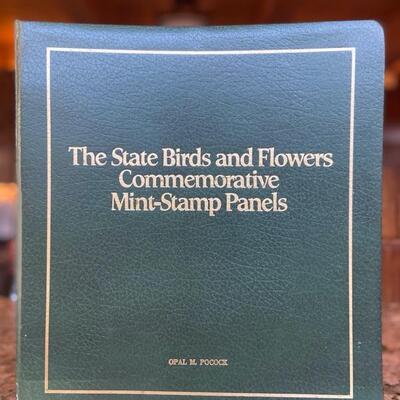 The State Birds and Flowers
Commemorative
Mint-Stamp Panels
OPAL M. POCOCK